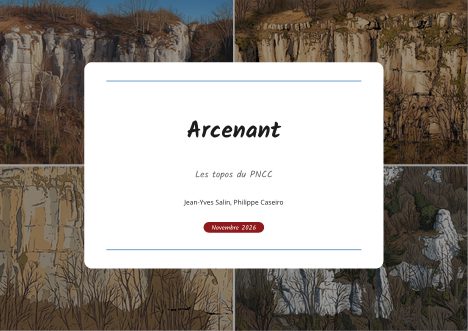 Arcenant
Les topos du PNCC
Jean-Yves Salin, Philippe Caseiro
Novembre 2026